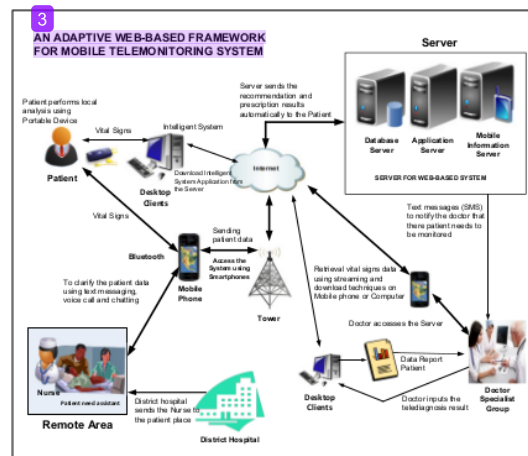 3
AN ADAPTIVE WEB-BASED FRAMEWORK
FOR MOBILE TELEMONITORING SYSTEM
Server
Server sends the
recommendation and
prescription results
automatically to the Patient
Patient performs local
analysis using
Portable Device
Vital Signs
Intelligent System
Patient
Desktop
Clients
Download Intelligent
System Application from
the Server
Internet
Database
Server
Application
Server
Mobile
Information
Server
SERVER FOR WEB-BASED SYSTEM
Vital Signs
Text messages (SMS)
to notify the doctor that
there patient needs to
be monitored
Sending
patient data
Bluetooth
Access the
System using
Smartphones
Mobile
Phone
Tower
Retrieval vital signs data
using streaming and
download techniques on
Mobile phone or Computer
To clarify the patient data
using text messaging,
voice call and chatting
Doctor accesses the Server
Data Report
Patient
Nurse
Patient need assistant
Remote Area
District hospital
sends the Nurse to
the patient place
District Hospital
Desktop
Clients
Doctor inputs the
telediagnosis result
Doctor
Specialist
Group